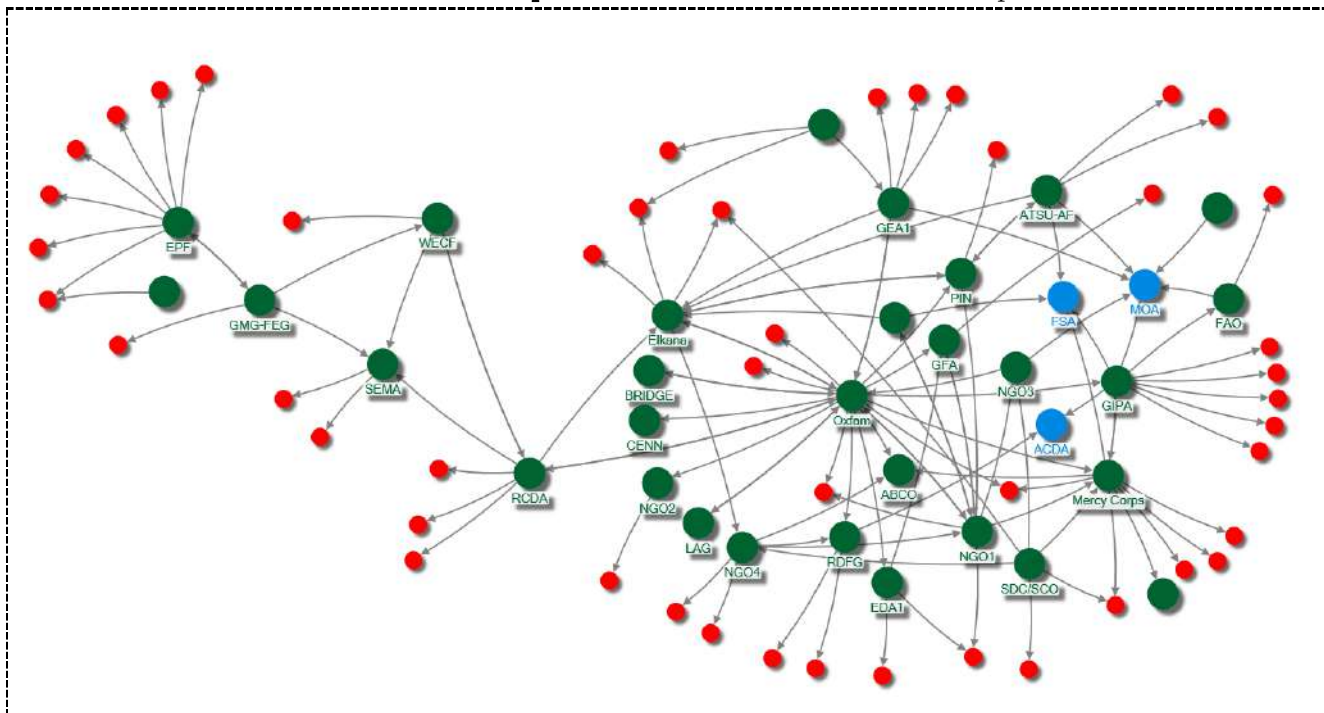 EPF
WECF
GMG-FEG
SEMA
RCDA
GEA1
ATSU-AF
PIN
FSA
MOA
FAO
Elkana
GFA
BRIDGE
NGO3
GIPA
Oxfam
CENN
ACDA
ABCO
Mercy Corps
NGO2
LAG
NGO4
RDFG
NGO1
SDC/SCO
EDA1